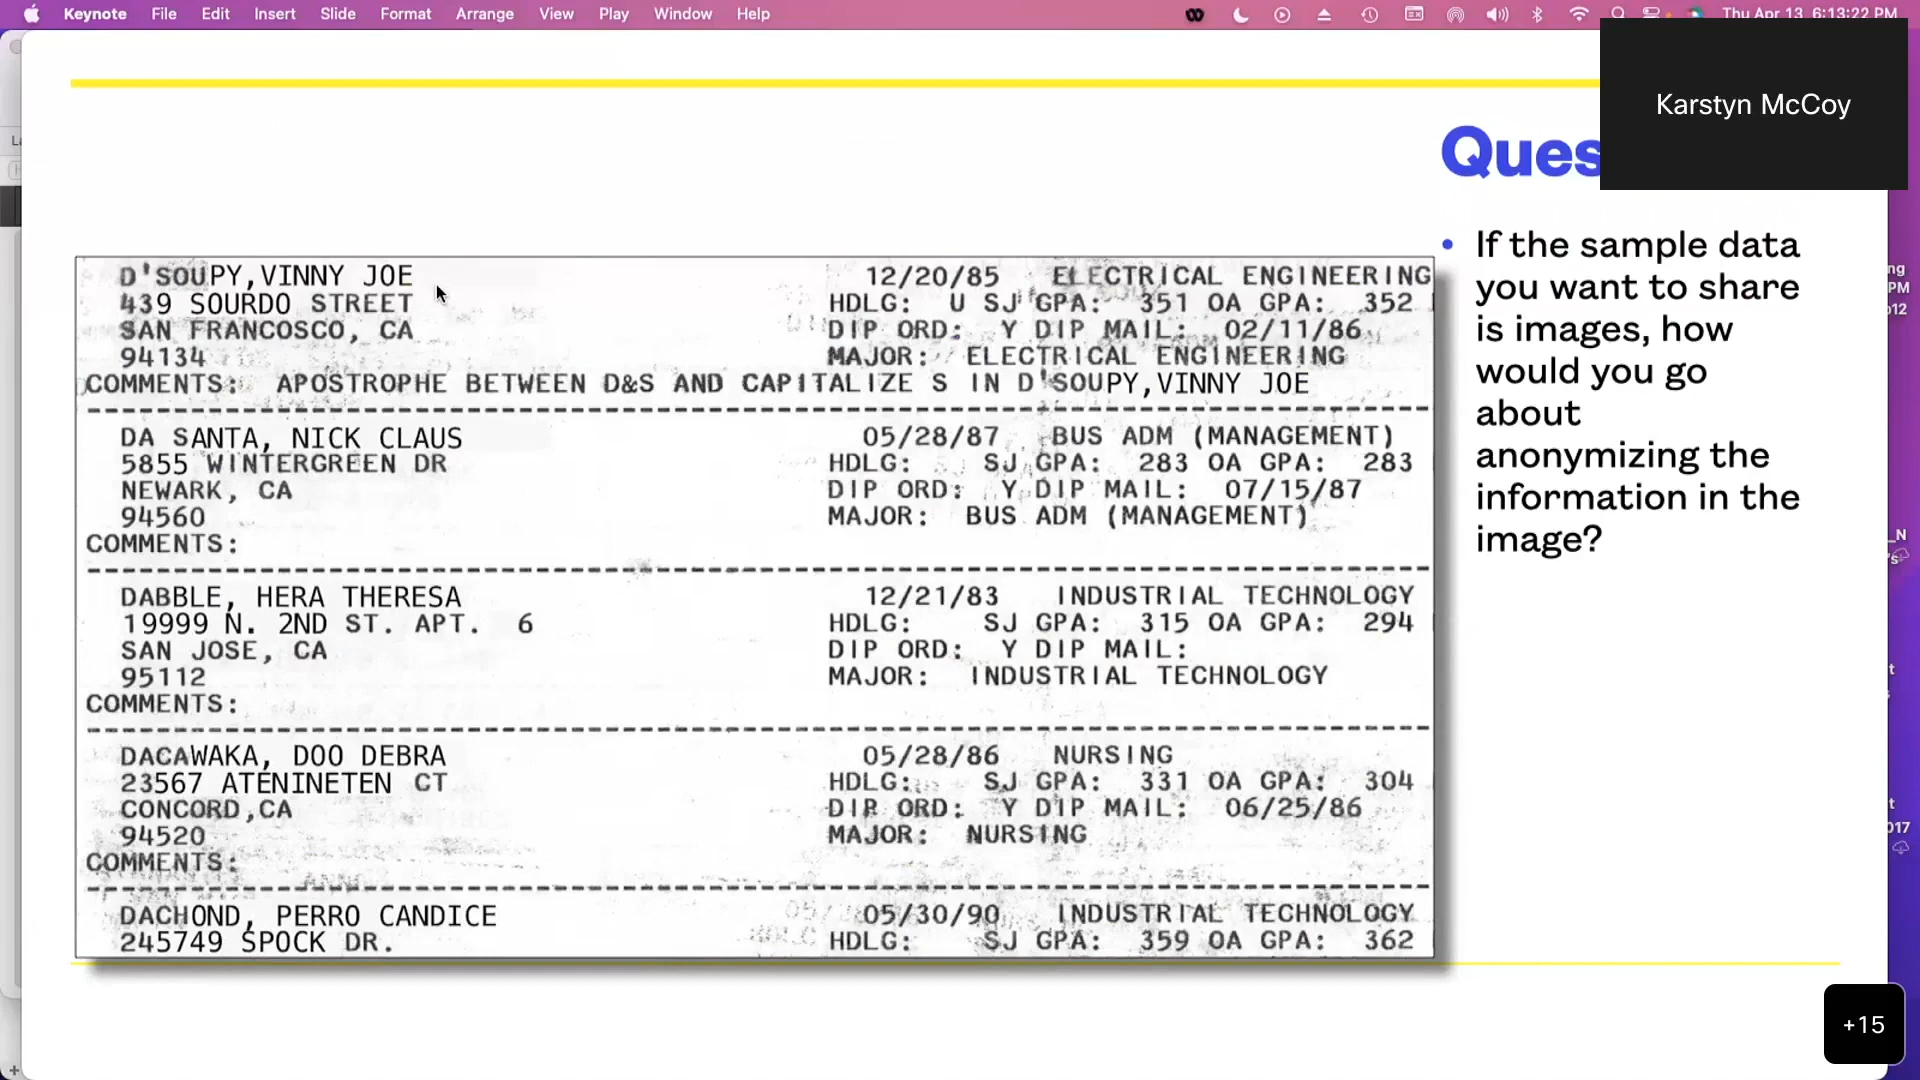 Keynote File Edit Insert Slide Format Arrange View Play Window Help Thu Apr 13 6:13:22 PM
Karstyn McCoy
Ques
• If the sample data
you want to share
is images, how
would you go
about
anonymizing the
information in the
image?
D'SOUPY,VINNY JOE 12/20/85 ELECTRICAL ENGINEERING
439 SOURDO STREET HDLG: U SJ GPA: 351 OA GPA: 352
SAN FRANCOSCO, CA DIP ORD: Y DIP MAIL: 02/11/86
94134 MAJOR: ELECTRICAL ENGINEERING
COMMENTS: APOSTROPHE BETWEEN D&S AND CAPITALIZE S IN D'SOUPY,VINNY JOE
DA SANTA, NICK CLAUS 05/28/87 BUS ADM (MANAGEMENT)
5855 WINTERGREEN DR HDLG: SJ GPA: 283 OA GPA: 283
NEWARK, CA DIP ORD: Y DIP MAIL: 07/15/87
94560 MAJOR: BUS ADM (MANAGEMENT)
COMMENTS:
DABBLE, HERA THERESA 12/21/83 INDUSTRIAL TECHNOLOGY
19999 N. 2ND ST. APT. 6 HDLG: SJ GPA: 315 OA GPA: 294
SAN JOSE, CA DIP ORD: Y DIP MAIL:
95112 MAJOR: INDUSTRIAL TECHNOLOGY
COMMENTS:
DACAWAKA, DOO DEBRA 05/28/86 NURSING
23567 ATENINETEN CT HDLG: SJ GPA: 331 OA GPA: 304
CONCORD,CA DIP ORD: Y DIP MAIL: 06/25/86
94520 MAJOR: NURSING
COMMENTS:
DACHOND, PERRO CANDICE 05/30/90 INDUSTRIAL TECHNOLOGY
245749 SPOCK DR. HDLG: SJ GPA: 359 OA GPA: 362
+15